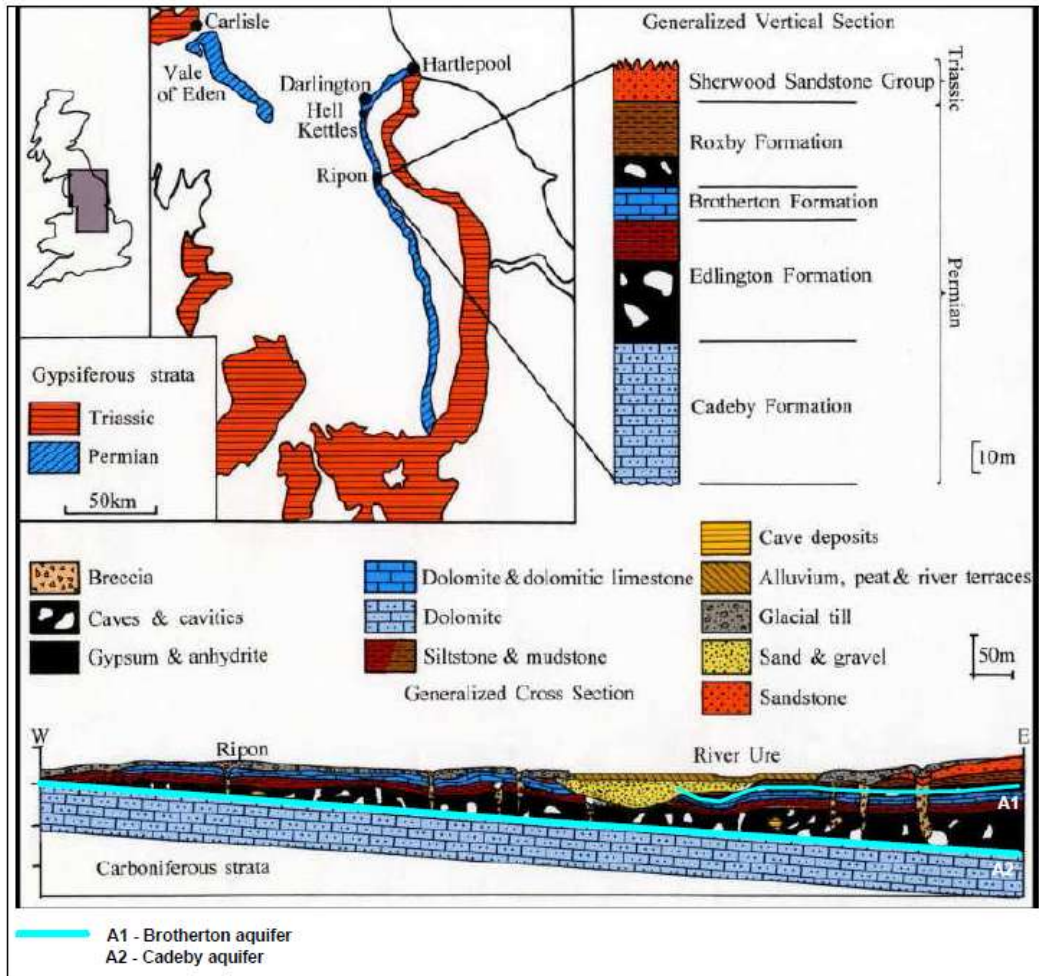 Carlisle
Vale
of Eden
Hartlepool
Darlington
Hell
Kettles
Ripon
Gypsiferous strata
Triassic
Permian
50km
Generalized Vertical Section
Sherwood Sandstone Group
Roxby Formation
Brotherton Formation
Edlington Formation
Cadeby Formation
Triassic
Permian
10m
Breccia
Caves & cavities
Gypsum & anhydrite
Dolomite & dolomitic limestone
Dolomite
Siltstone & mudstone
Cave deposits
Alluvium, peat & river terraces
Glacial till
Sand & gravel
Sandstone
50m
Generalized Cross Section
W
Ripon
River Ure
E
A1
A2
Carboniferous strata
A1 - Brotherton aquifer
A2 - Cadeby aquifer